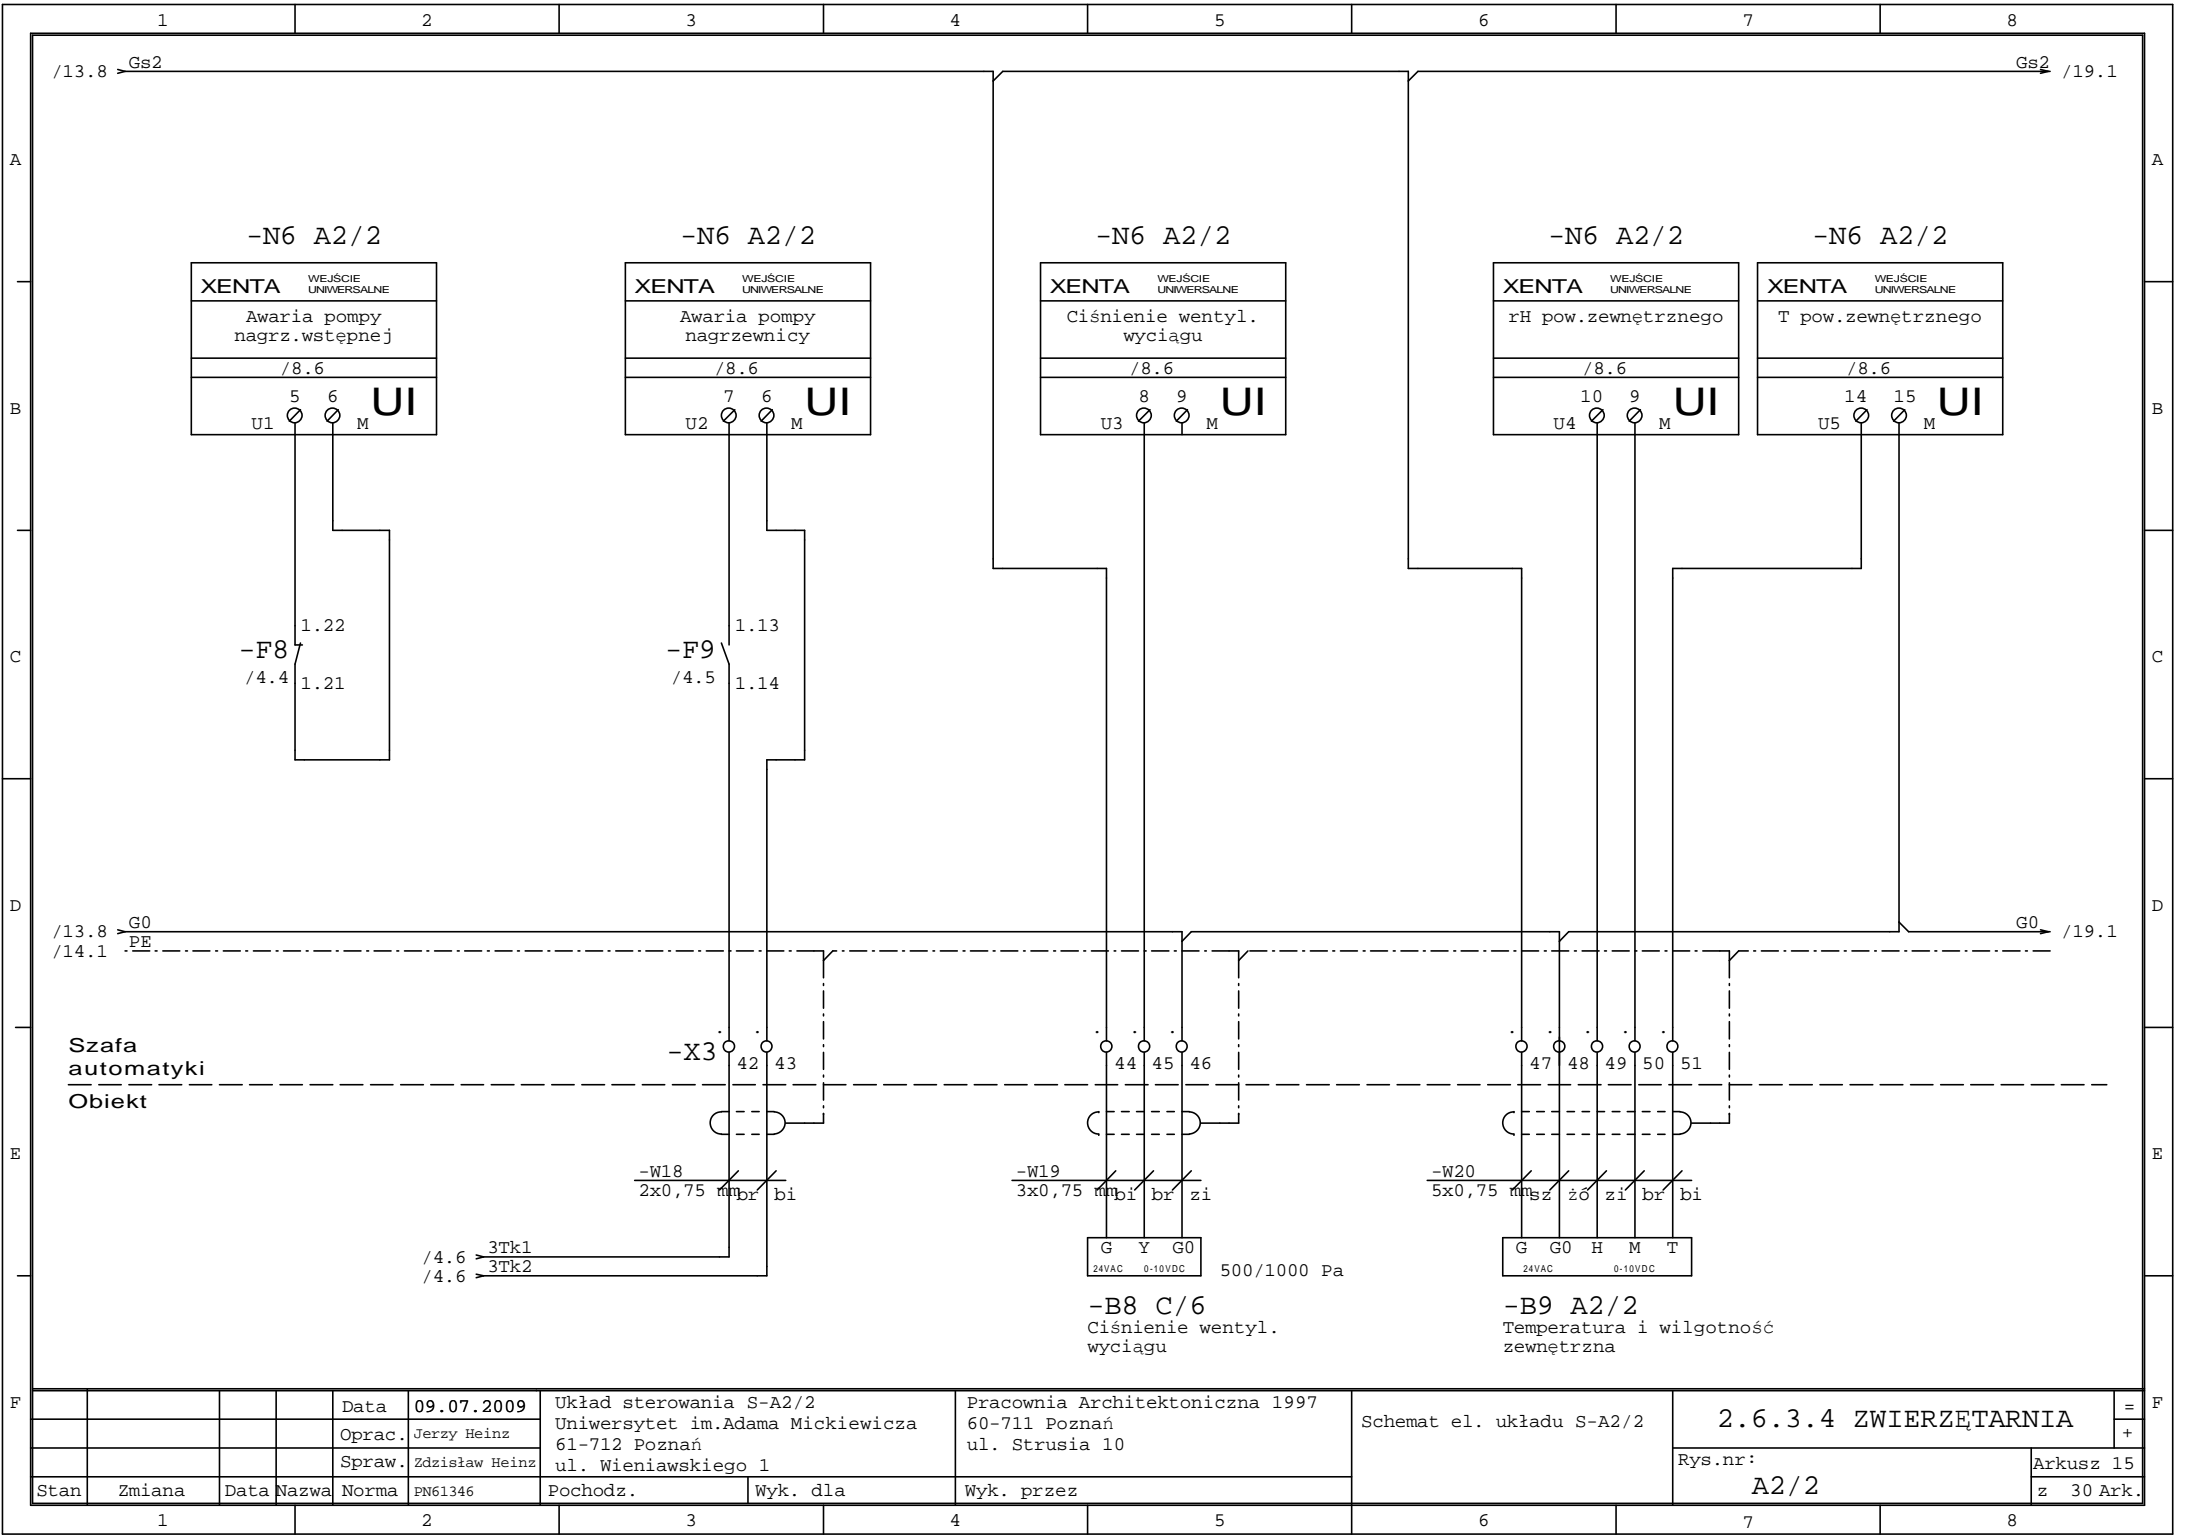 1 2 3 4 5 6 7 8
/13.8 Gs2 Gs2 /19.1
A A
-N6 A2/2 -N6 A2/2 -N6 A2/2 -N6 A2/2 -N6 A2/2
XENTA WEJŚCIE UNIWERSALNE
Awaria pompy
nagrz.wstępnej
/8.6
5 6 UI
U1 M
XENTA WEJŚCIE UNIWERSALNE
Awaria pompy
nagrzewnicy
/8.6
7 6 UI
U2 M
XENTA WEJŚCIE UNIWERSALNE
Ciśnienie wentyl.
wyciągu
/8.6
8 9 UI
U3 M
XENTA WEJŚCIE UNIWERSALNE
rH pow.zewnętrznego
/8.6
10 9 UI
U4 M
XENTA WEJŚCIE UNIWERSALNE
T pow.zewnętrznego
/8.6
14 15 UI
U5 M
B B
1.22
-F8
/4.4
1.21
1.13
-F9
/4.5
1.14
C C
D D
/13.8 G0 G0 /19.1
/14.1 PE
Szafa
automatyki
Obiekt
-X3 42 43 44 45 46 47 48 49 50 51
E E
-W18
2x0,75 mm br bi
-W19
3x0,75 mm bi br zi
-W20
5x0,75 mm sz żó zi br bi
/4.6 3Tk1
/4.6 3Tk2
G Y G0
24VAC 0-10VDC
500/1000 Pa
-B8 C/6
Ciśnienie wentyl.
wyciągu
G G0 H M T
24VAC 0-10VDC
-B9 A2/2
Temperatura i wilgotność
zewnętrzna
F F
Data 09.07.2009
Oprac. Jerzy Heinz
Spraw. Zdzisław Heinz
Stan Zmiana Data Nazwa Norma PN61346
Układ sterowania S-A2/2
Uniwersytet im.Adama Mickiewicza
61-712 Poznań
ul. Wieniawskiego 1
Pochodz. Wyk. dla
Pracownia Architektoniczna 1997
60-711 Poznań
ul. Strusia 10
Wyk. przez
Schemat el. układu S-A2/2
2.6.3.4 ZWIERZĘTARNIA
=
+
Rys.nr:
A2/2
Arkusz 15
z 30 Ark.
1 2 3 4 5 6 7 8